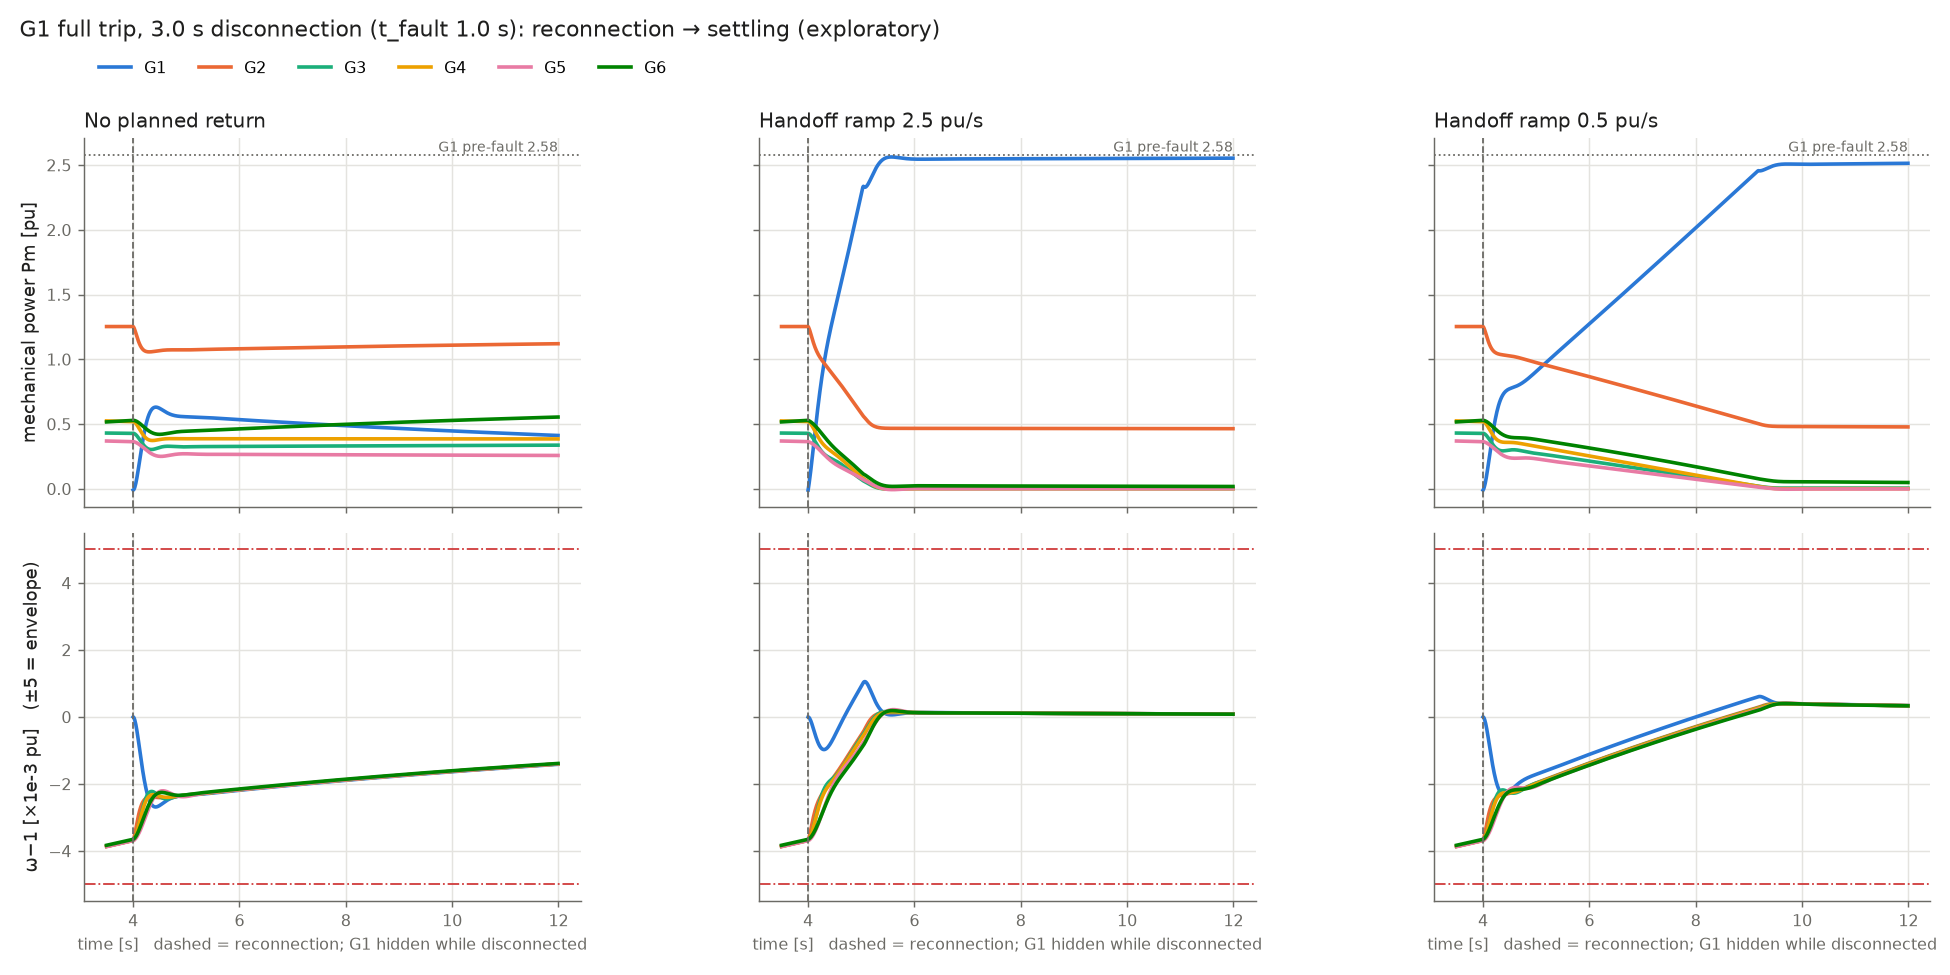 G1 full trip, 3.0 s disconnection (t_fault 1.0 s): reconnection → settling (exploratory)
G1 G2 G3 G4 G5 G6
No planned return
Handoff ramp 2.5 pu/s
Handoff ramp 0.5 pu/s
mechanical power Pm [pu]
2.5
2.0
1.5
1.0
0.5
0.0
G1 pre-fault 2.58
G1 pre-fault 2.58
G1 pre-fault 2.58
ω−1 [×1e-3 pu]   (±5 = envelope)
4
2
0
−2
−4
4 6 8 10 12
time [s]   dashed = reconnection; G1 hidden while disconnected
4 6 8 10 12
time [s]   dashed = reconnection; G1 hidden while disconnected
4 6 8 10 12
time [s]   dashed = reconnection; G1 hidden while disconnected